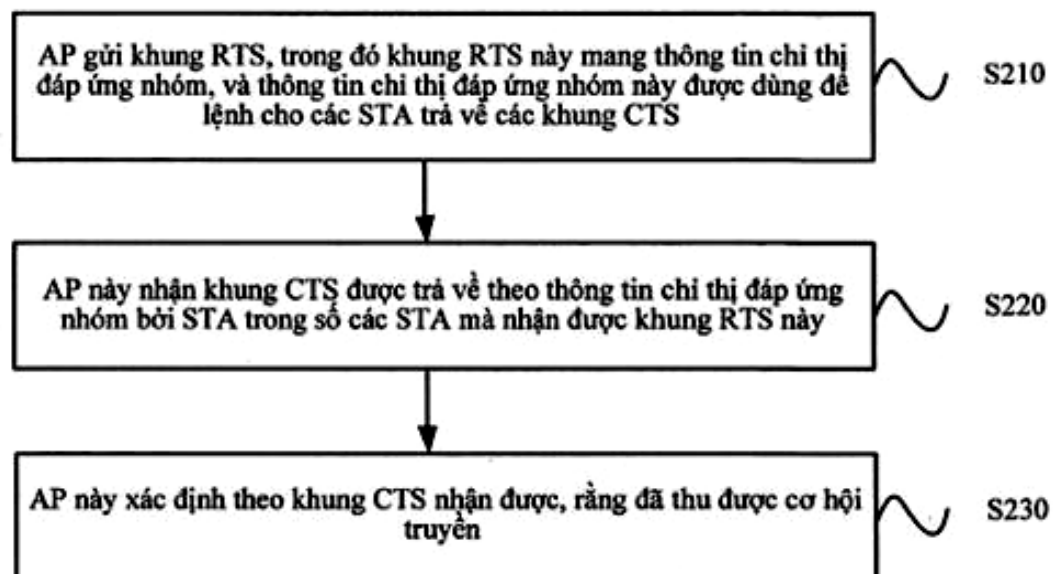 AP gửi khung RTS, trong đó khung RTS này mang thông tin chỉ thị
đáp ứng nhóm, và thông tin chỉ thị đáp ứng nhóm này được dùng để
lệnh cho các STA trả về các khung CTS
S210
AP này nhận khung CTS được trả về theo thông tin chỉ thị đáp ứng
nhóm bởi STA trong số các STA mà nhận được khung RTS này
S220
AP này xác định theo khung CTS nhận được, rằng đã thu được cơ hội
truyền
S230